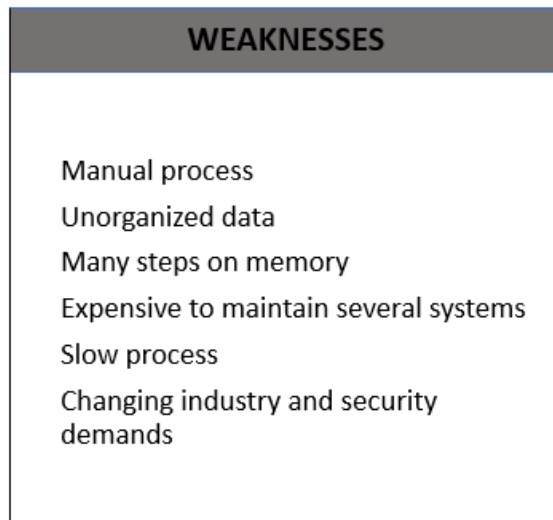 WEAKNESSES
Manual process
Unorganized data
Many steps on memory
Expensive to maintain several systems
Slow process
Changing industry and security
demands